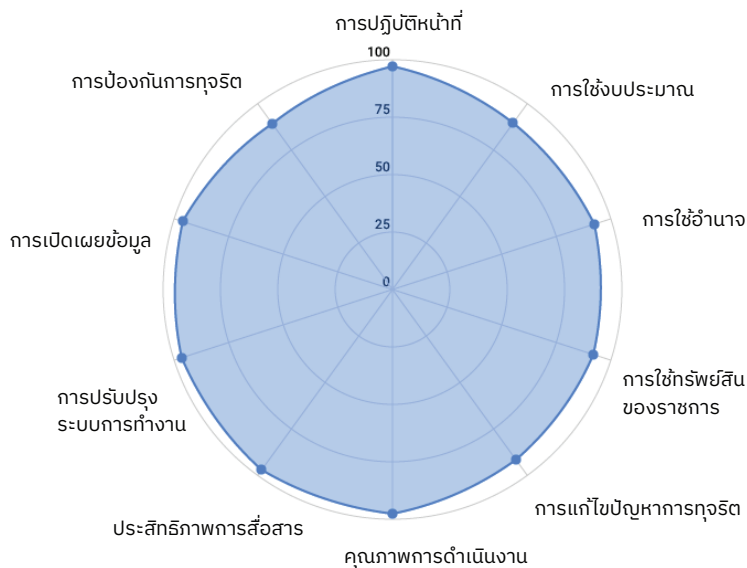 การปฏิบัติหน้าที่
100
การป้องกันการทุจริต
การใช้งบประมาณ
75
50
การใช้อำนาจ
25
การเปิดเผยข้อมูล
0
การใช้ทรัพย์สิน
ของราชการ
การปรับปรุง
ระบบการทำงาน
การแก้ไขปัญหาการทุจริต
ประสิทธิภาพการสื่อสาร
คุณภาพการดำเนินงาน